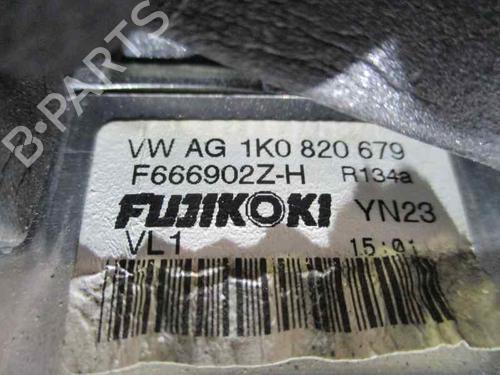 B-PARTS
VW AG 1K0 820 679
F666902Z-H R134a
FUJIKOKI YN23
VL1 15:01